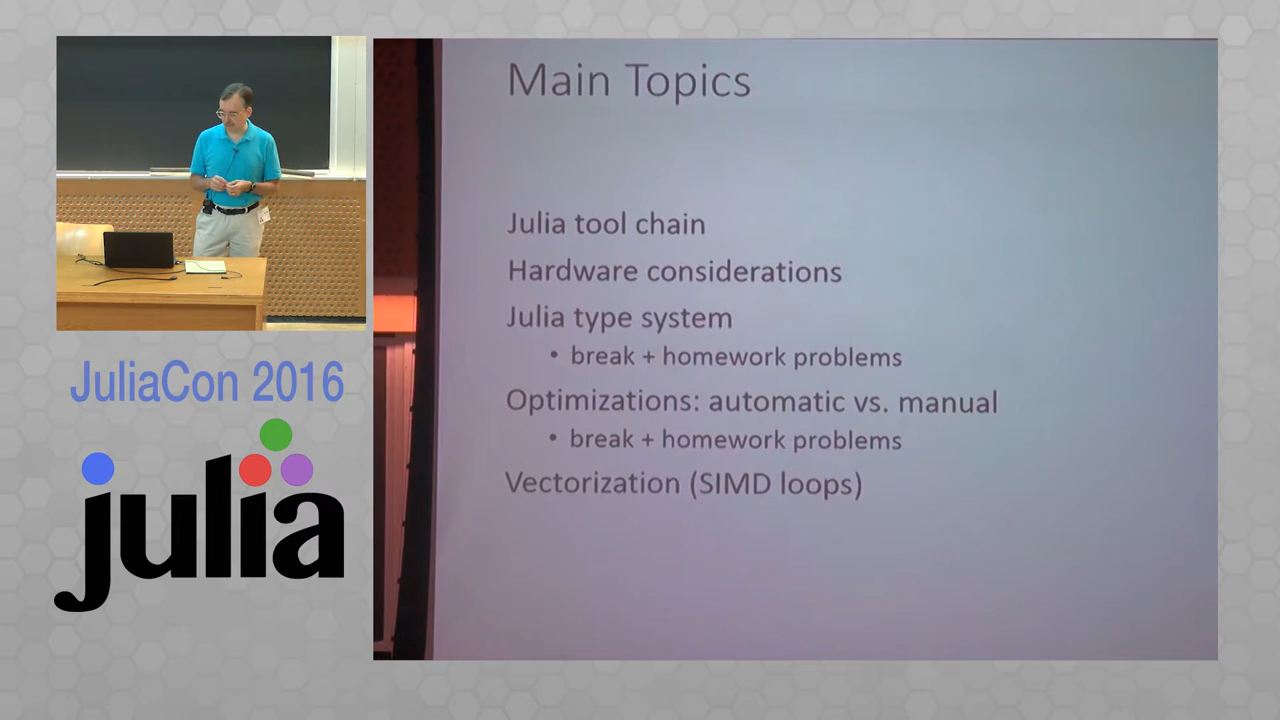 Main Topics
Julia tool chain
Hardware considerations
Julia type system
• break + homework problems
Optimizations: automatic vs. manual
• break + homework problems
Vectorization (SIMD loops)
JuliaCon 2016
julia